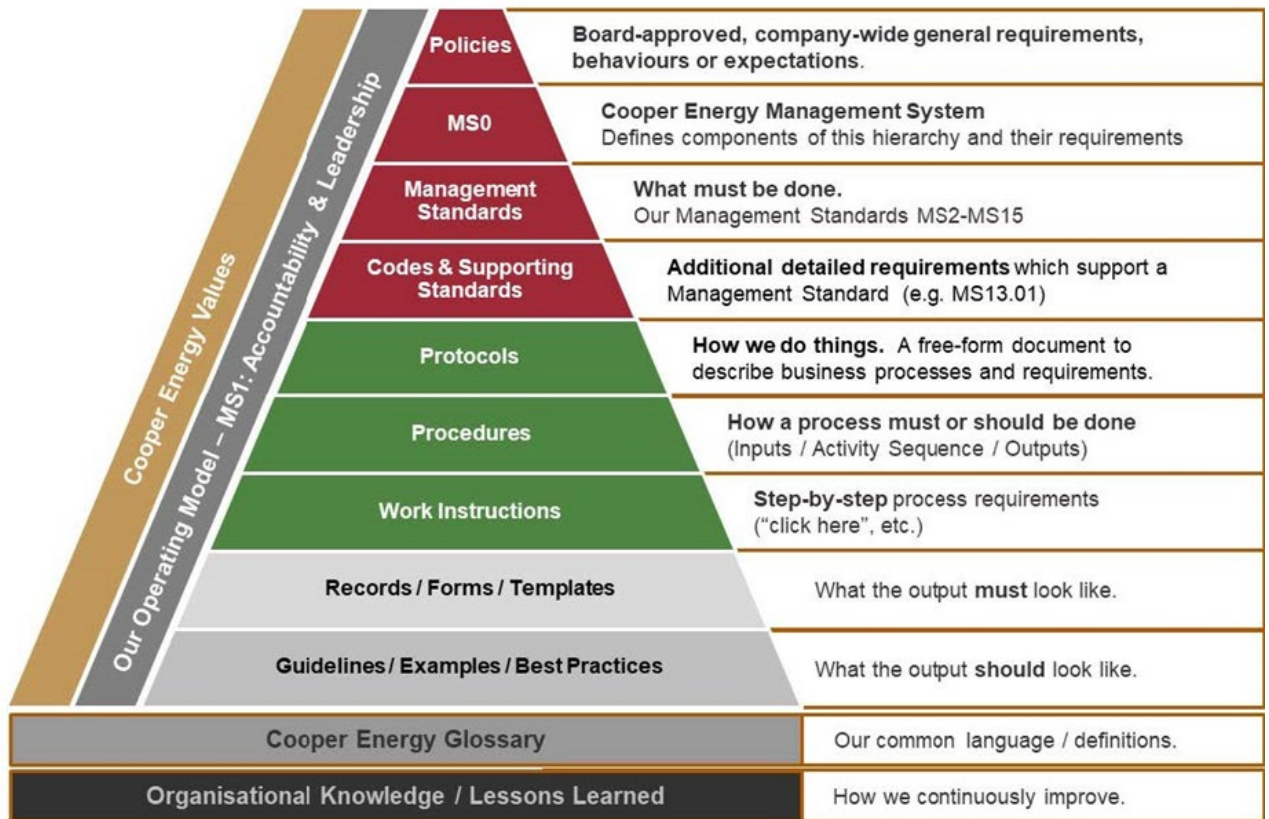 Cooper Energy Values
Our Operating Model – MS1: Accountability & Leadership
Policies
Board-approved, company-wide general requirements,
behaviours or expectations.
MS0
Cooper Energy Management System
Defines components of this hierarchy and their requirements
Management
Standards
What must be done.
Our Management Standards MS2-MS15
Codes & Supporting
Standards
Additional detailed requirements which support a
Management Standard (e.g. MS13.01)
Protocols
How we do things. A free-form document to
describe business processes and requirements.
Procedures
How a process must or should be done
(Inputs / Activity Sequence / Outputs)
Work Instructions
Step-by-step process requirements
(“click here”, etc.)
Records / Forms / Templates
What the output must look like.
Guidelines / Examples / Best Practices
What the output should look like.
Cooper Energy Glossary
Our common language / definitions.
Organisational Knowledge / Lessons Learned
How we continuously improve.